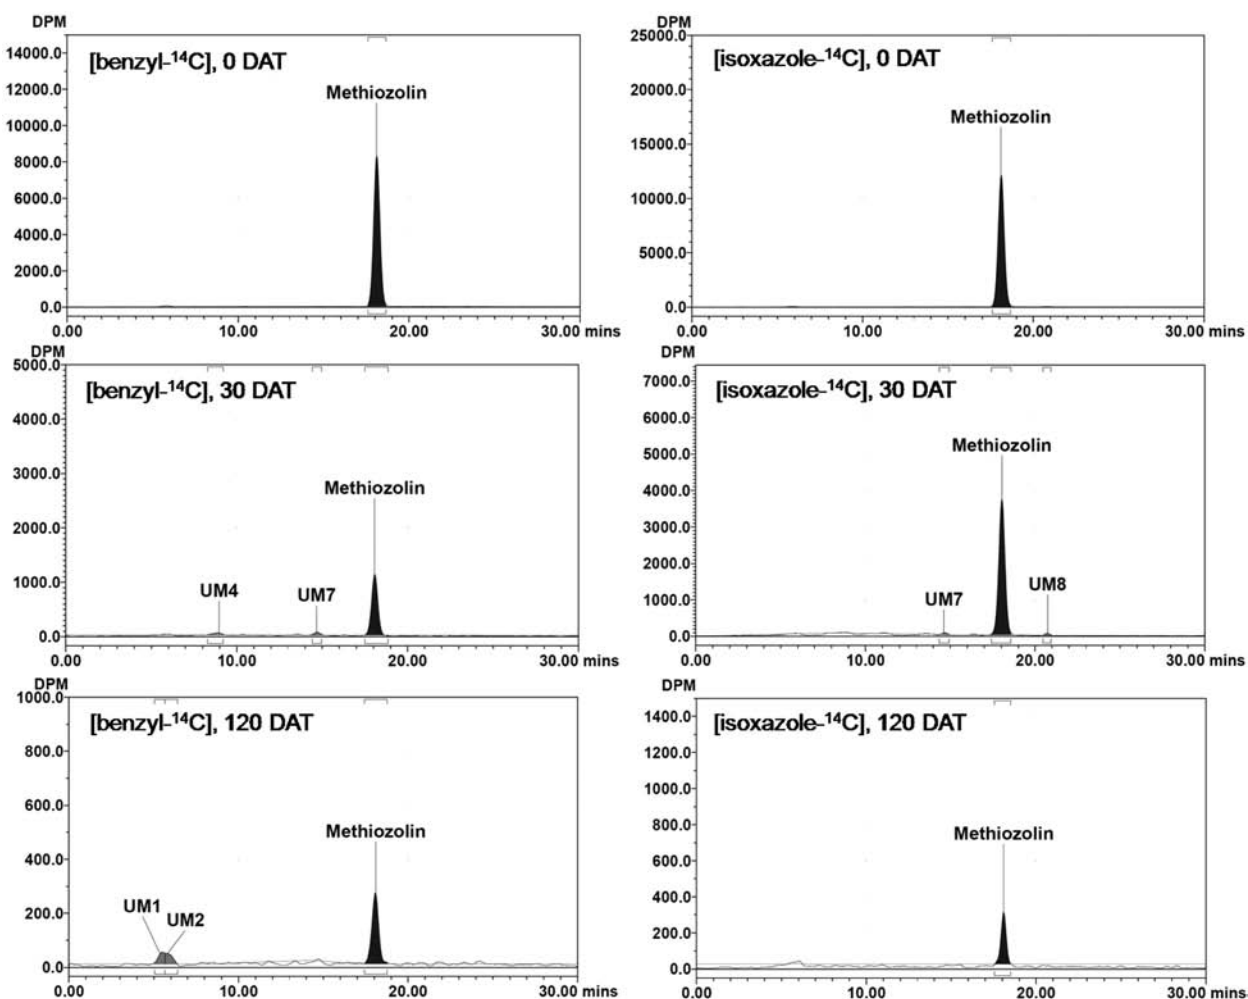 DPM
[benzyl-¹⁴C], 0 DAT
Methiozolin
14000.0
12000.0
10000.0
8000.0
6000.0
4000.0
2000.0
0.0
0.00 10.00 20.00 30.00 mins
DPM
[isoxazole-¹⁴C], 0 DAT
Methiozolin
25000.0
20000.0
15000.0
10000.0
5000.0
0.0
0.00 10.00 20.00 30.00 mins
DPM
[benzyl-¹⁴C], 30 DAT
Methiozolin
UM4
UM7
5000.0
4000.0
3000.0
2000.0
1000.0
0.0
0.00 10.00 20.00 30.00 mins
DPM
[isoxazole-¹⁴C], 30 DAT
Methiozolin
UM7
UM8
7000.0
6000.0
5000.0
4000.0
3000.0
2000.0
1000.0
0.0
0.00 10.00 20.00 30.00 mins
DPM
[benzyl-¹⁴C], 120 DAT
Methiozolin
UM1
UM2
1000.0
800.0
600.0
400.0
200.0
0.0
0.00 10.00 20.00 30.00 mins
DPM
[isoxazole-¹⁴C], 120 DAT
Methiozolin
1400.0
1200.0
1000.0
800.0
600.0
400.0
200.0
0.0
0.00 10.00 20.00 30.00 mins